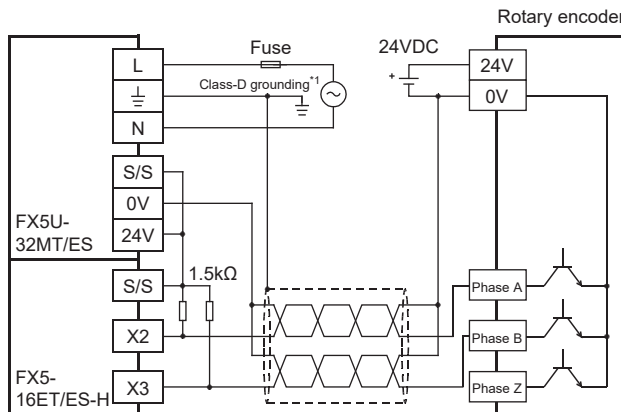 Rotary encoder
L
Fuse
24VDC
24V
Class-D grounding*1
+
0V
N
S/S
0V
24V
FX5U-
32MT/ES
S/S
1.5kΩ
Phase A
X2
Phase B
FX5-
16ET/ES-H
X3
Phase Z